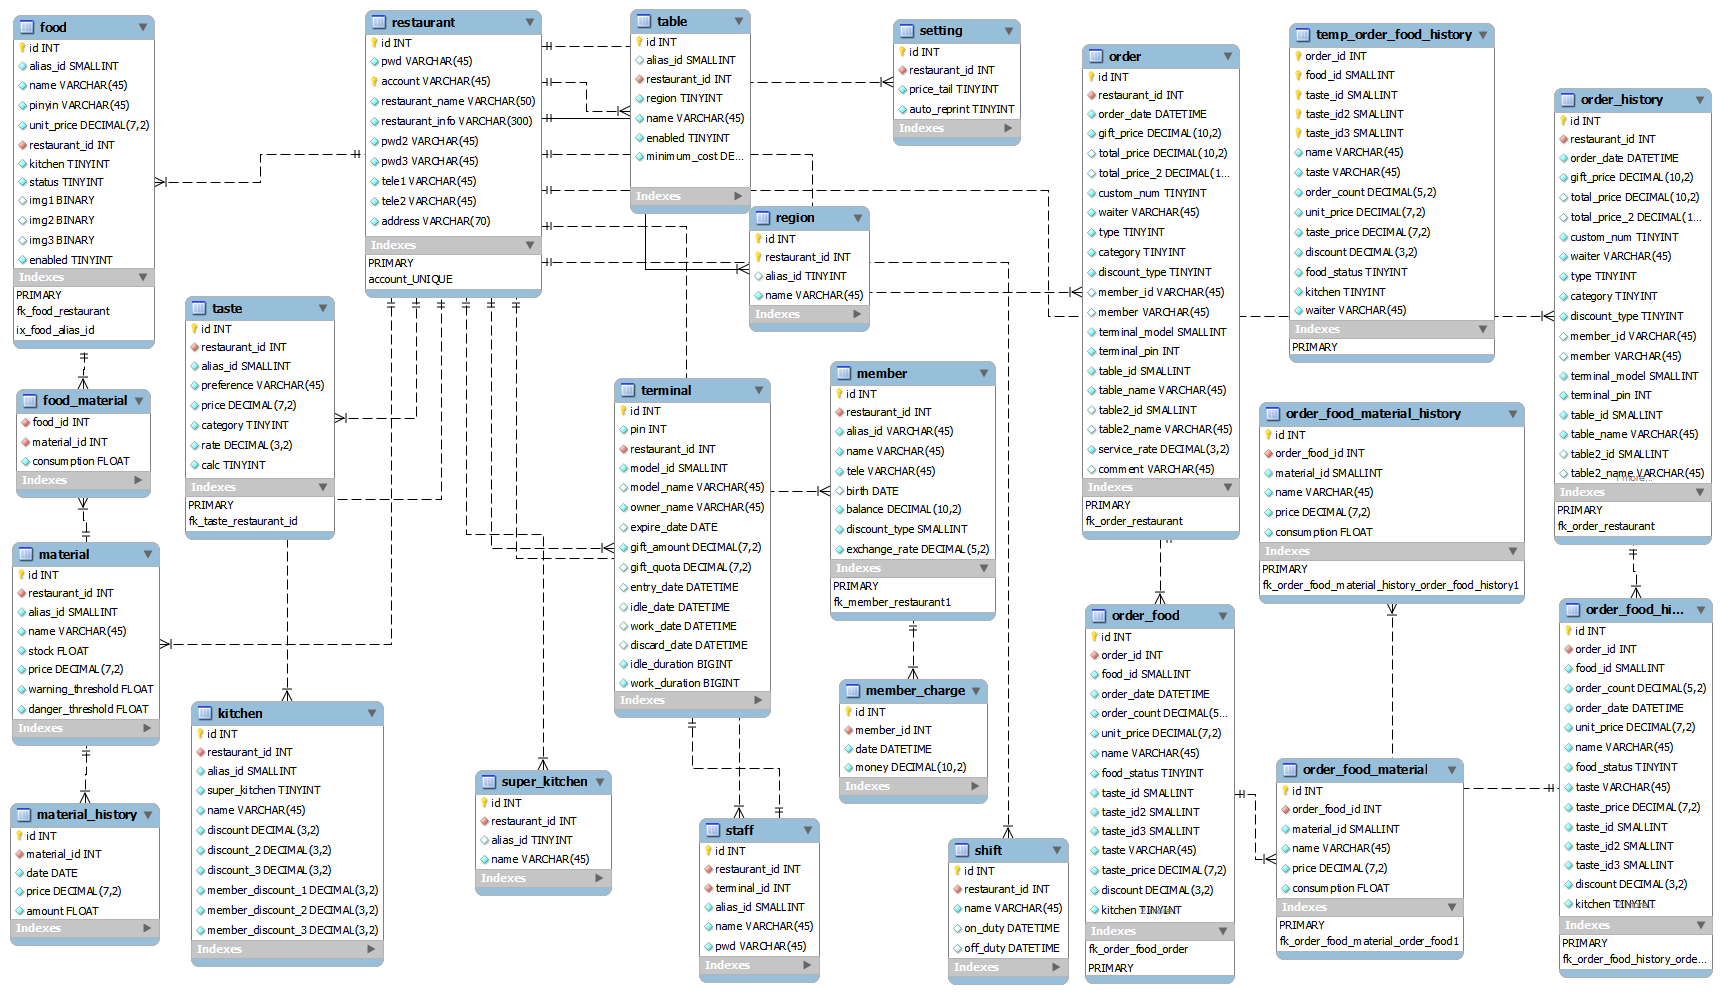 food
id INT
alias_id SMALLINT
name VARCHAR(45)
pinyin VARCHAR(45)
unit_price DECIMAL(7,2)
restaurant_id INT
kitchen TINYINT
status TINYINT
img1 BINARY
img2 BINARY
img3 BINARY
enabled TINYINT
Indexes
PRIMARY
fk_food_restaurant
ix_food_alias_id
food_material
food_id INT
material_id INT
consumption FLOAT
Indexes
material
id INT
restaurant_id INT
alias_id SMALLINT
name VARCHAR(45)
stock FLOAT
price DECIMAL(7,2)
warning_threshold FLOAT
danger_threshold FLOAT
Indexes
material_history
id INT
material_id INT
date DATE
price DECIMAL(7,2)
amount FLOAT
Indexes
taste
id INT
restaurant_id INT
alias_id SMALLINT
preference VARCHAR(45)
price DECIMAL(7,2)
category TINYINT
rate DECIMAL(3,2)
calc TINYINT
Indexes
PRIMARY
fk_taste_restaurant_id
kitchen
id INT
restaurant_id INT
alias_id SMALLINT
super_kitchen TINYINT
name VARCHAR(45)
discount DECIMAL(3,2)
discount_2 DECIMAL(3,2)
discount_3 DECIMAL(3,2)
member_discount_1 DECIMAL(3,2)
member_discount_2 DECIMAL(3,2)
member_discount_3 DECIMAL(3,2)
Indexes
restaurant
id INT
pwd VARCHAR(45)
account VARCHAR(45)
restaurant_name VARCHAR(50)
restaurant_info VARCHAR(300)
pwd2 VARCHAR(45)
pwd3 VARCHAR(45)
tele1 VARCHAR(45)
tele2 VARCHAR(45)
address VARCHAR(70)
Indexes
PRIMARY
account_UNIQUE
super_kitchen
id INT
restaurant_id INT
alias_id TINYINT
name VARCHAR(45)
Indexes
table
id INT
alias_id SMALLINT
restaurant_id INT
region TINYINT
name VARCHAR(45)
enabled TINYINT
minimum_cost DE...
Indexes
region
id INT
restaurant_id INT
alias_id TINYINT
name VARCHAR(45)
Indexes
terminal
id INT
pin INT
restaurant_id INT
model_id SMALLINT
model_name VARCHAR(45)
owner_name VARCHAR(45)
expire_date DATE
gift_amount DECIMAL(7,2)
gift_quota DECIMAL(7,2)
entry_date DATETIME
idle_date DATETIME
work_date DATETIME
discard_date DATETIME
idle_duration BIGINT
work_duration BIGINT
Indexes
staff
id INT
restaurant_id INT
terminal_id INT
alias_id SMALLINT
name VARCHAR(45)
pwd VARCHAR(45)
Indexes
setting
id INT
restaurant_id INT
price_tail TINYINT
auto_reprint TINYINT
Indexes
member
id INT
restaurant_id INT
alias_id VARCHAR(45)
name VARCHAR(45)
tele VARCHAR(45)
birth DATE
balance DECIMAL(10,2)
discount_type SMALLINT
exchange_rate DECIMAL(5,2)
Indexes
PRIMARY
fk_member_restaurant1
member_charge
id INT
member_id INT
date DATETIME
money DECIMAL(10,2)
Indexes
shift
id INT
restaurant_id INT
name VARCHAR(45)
on_duty DATETIME
off_duty DATETIME
Indexes
order
id INT
restaurant_id INT
order_date DATETIME
gift_price DECIMAL(10,2)
total_price DECIMAL(10,2)
total_price_2 DECIMAL(1...
custom_num TINYINT
waiter VARCHAR(45)
type TINYINT
category TINYINT
discount_type TINYINT
member_id VARCHAR(45)
member VARCHAR(45)
terminal_model SMALLINT
terminal_pin INT
table_id SMALLINT
table_name VARCHAR(45)
table2_id SMALLINT
table2_name VARCHAR(45)
service_rate DECIMAL(3,2)
comment VARCHAR(45)
Indexes
PRIMARY
fk_order_restaurant
order_food
id INT
order_id INT
food_id SMALLINT
order_date DATETIME
order_count DECIMAL(5...
unit_price DECIMAL(7,2)
name VARCHAR(45)
food_status TINYINT
taste_id SMALLINT
taste_id2 SMALLINT
taste_id3 SMALLINT
taste VARCHAR(45)
taste_price DECIMAL(7,2)
discount DECIMAL(3,2)
kitchen TINYINT
Indexes
fk_order_food_order
PRIMARY
temp_order_food_history
order_id INT
food_id SMALLINT
taste_id SMALLINT
taste_id2 SMALLINT
taste_id3 SMALLINT
name VARCHAR(45)
taste VARCHAR(45)
order_count DECIMAL(5,2)
unit_price DECIMAL(7,2)
taste_price DECIMAL(7,2)
discount DECIMAL(3,2)
food_status TINYINT
kitchen TINYINT
waiter VARCHAR(45)
Indexes
PRIMARY
order_food_material_history
id INT
order_food_id INT
material_id SMALLINT
name VARCHAR(45)
price DECIMAL(7,2)
consumption FLOAT
Indexes
PRIMARY
fk_order_food_material_history_order_food_history1
order_food_material
id INT
order_food_id INT
material_id SMALLINT
name VARCHAR(45)
price DECIMAL(7,2)
consumption FLOAT
Indexes
PRIMARY
fk_order_food_material_order_food1
order_history
id INT
restaurant_id INT
order_date DATETIME
gift_price DECIMAL(10,2)
total_price DECIMAL(10,2)
total_price_2 DECIMAL(1...
custom_num TINYINT
waiter VARCHAR(45)
type TINYINT
category TINYINT
discount_type TINYINT
member_id VARCHAR(45)
member VARCHAR(45)
terminal_model SMALLINT
terminal_pin INT
table_id SMALLINT
table_name VARCHAR(45)
table2_id SMALLINT
table2_name VARCHAR(45)
Indexes
PRIMARY
fk_order_restaurant
order_food_hi...
id INT
order_id INT
food_id SMALLINT
order_count DECIMAL(5,2)
order_date DATETIME
unit_price DECIMAL(7,2)
name VARCHAR(45)
food_status TINYINT
taste VARCHAR(45)
taste_price DECIMAL(7,2)
taste_id SMALLINT
taste_id2 SMALLINT
taste_id3 SMALLINT
discount DECIMAL(3,2)
kitchen TINYINT
Indexes
PRIMARY
fk_order_food_history_orde...